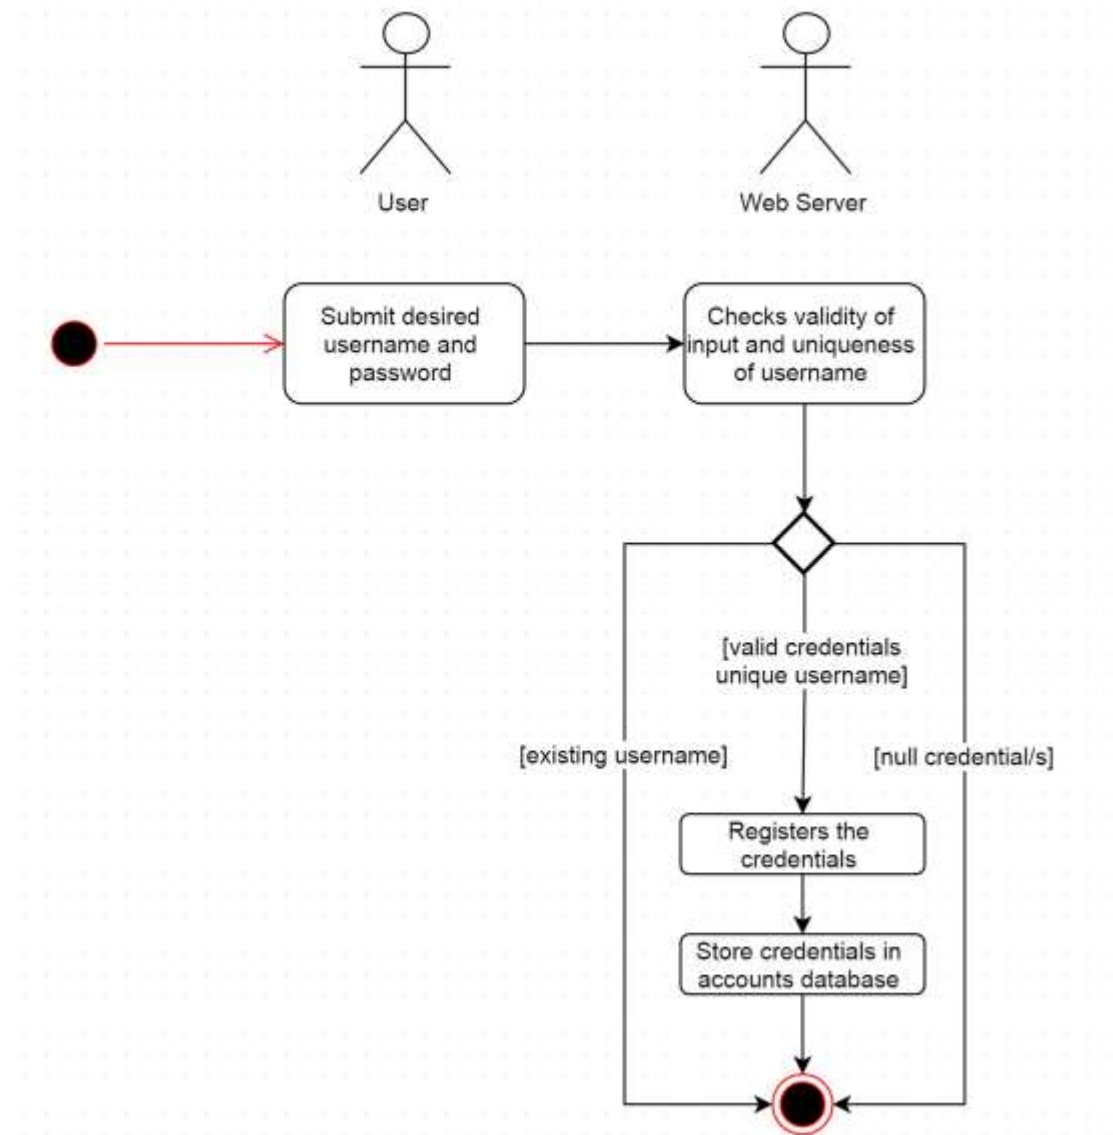 User
Web Server
Submit desired
username and
password
Checks validity of
input and uniqueness
of username
[valid credentials
unique username]
[existing username]
[null credential/s]
Registers the
credentials
Store credentials in
accounts database